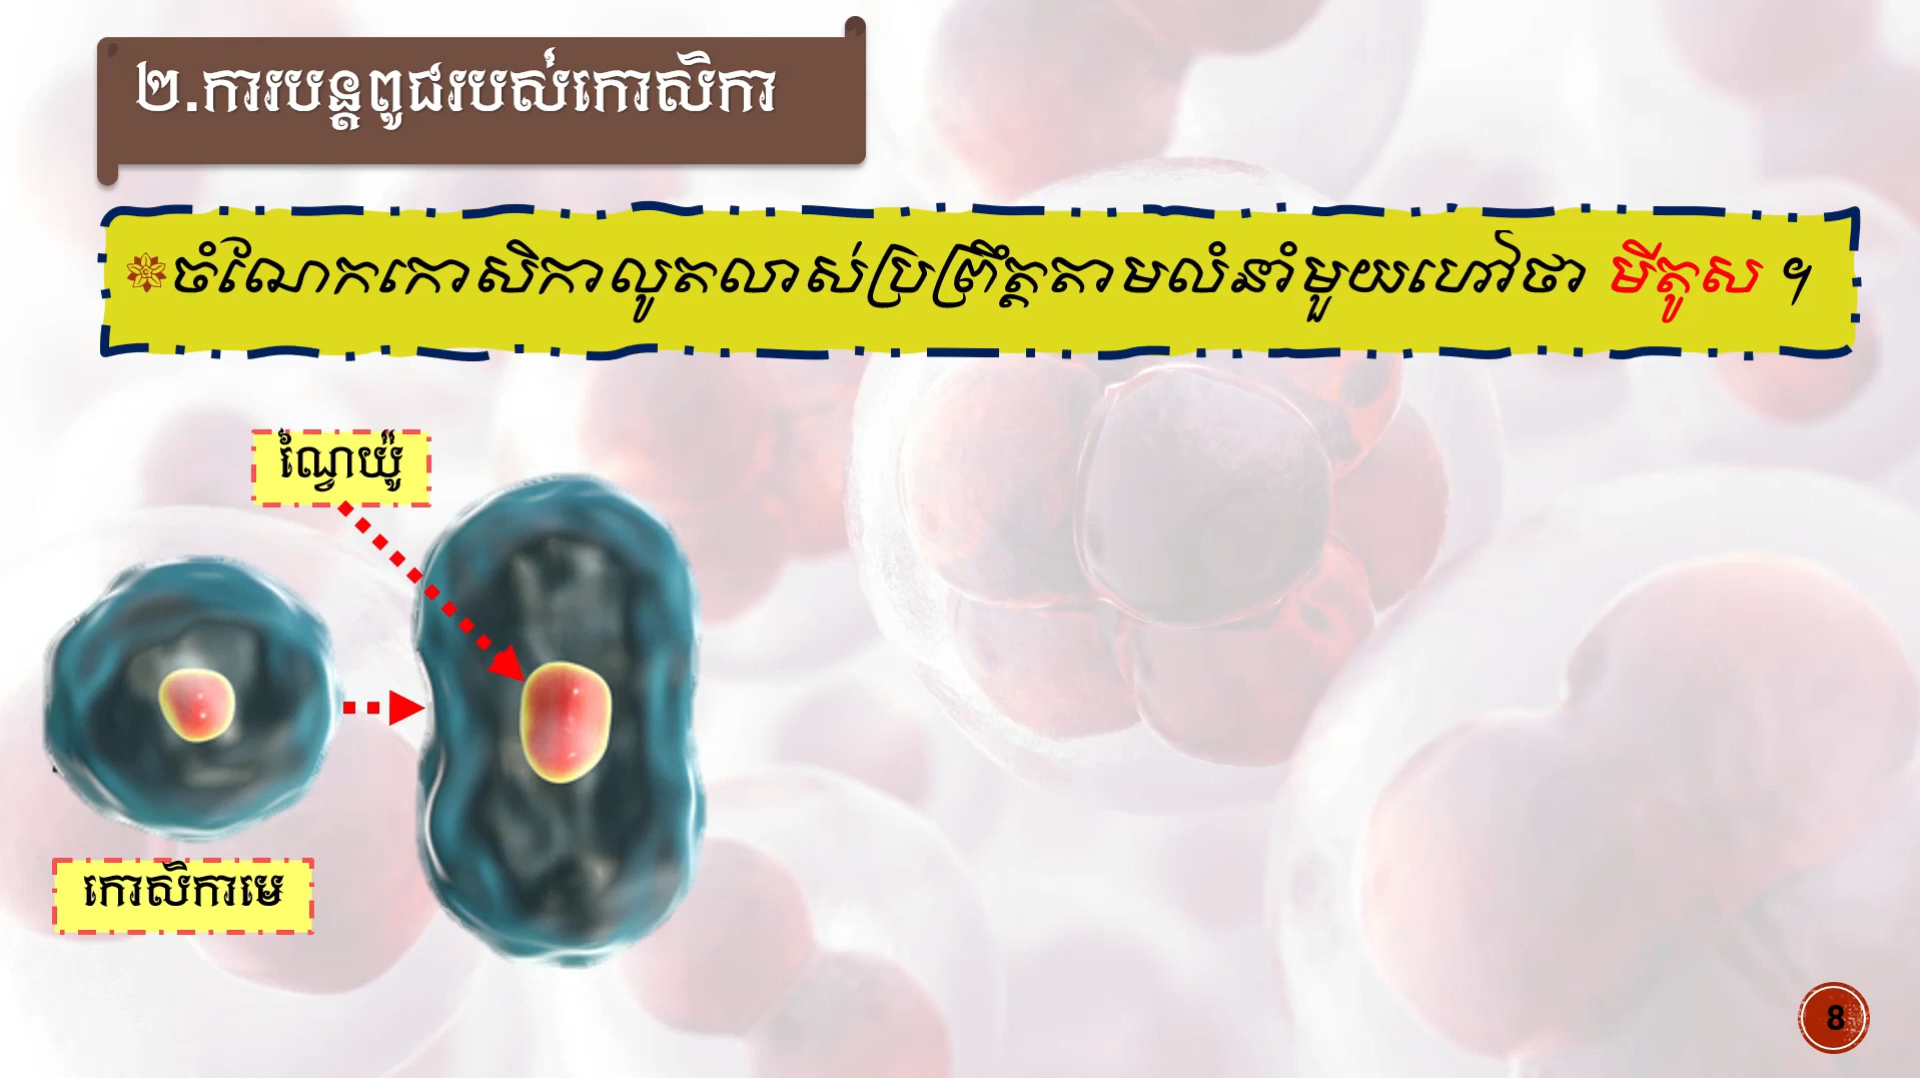 ២.ការបន្តពូជរបស់កោសិកា
ចំណែកកោសិកាលូតលាស់ប្រព្រឹត្តតាមលំនាំមួយហៅថា មីតូស ។
ណ្វៃយ៉ូ
កោសិកាមេ
8